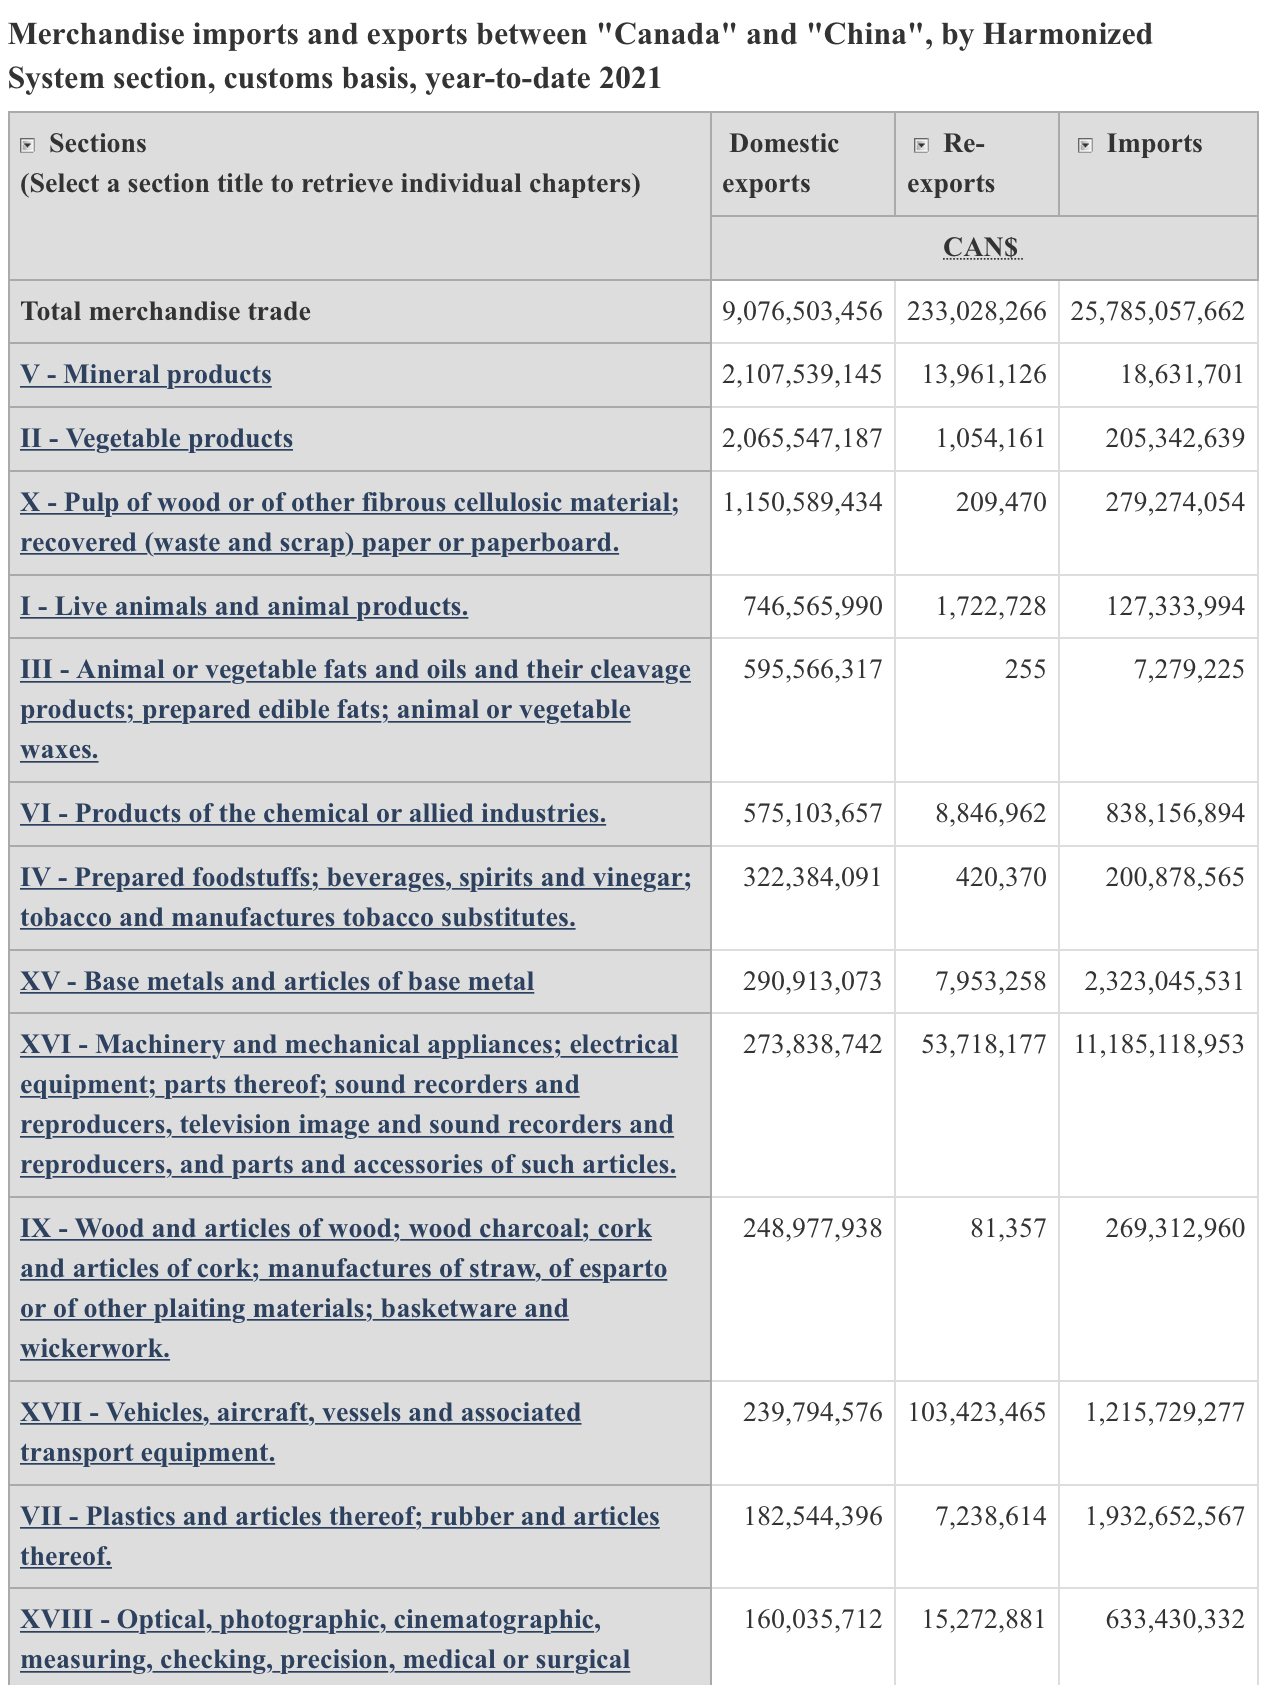 Merchandise imports and exports between "Canada" and "China", by Harmonized
System section, customs basis, year-to-date 2021
Sections
(Select a section title to retrieve individual chapters)
Domestic
exports
Re-
exports
Imports
CAN$
Total merchandise trade 9,076,503,456 233,028,266 25,785,057,662
V - Mineral products 2,107,539,145 13,961,126 18,631,701
II - Vegetable products 2,065,547,187 1,054,161 205,342,639
X - Pulp of wood or of other fibrous cellulosic material; 1,150,589,434 209,470 279,274,054
recovered (waste and scrap) paper or paperboard.
I - Live animals and animal products. 746,565,990 1,722,728 127,333,994
III - Animal or vegetable fats and oils and their cleavage 595,566,317 255 7,279,225
products; prepared edible fats; animal or vegetable
waxes.
VI - Products of the chemical or allied industries. 575,103,657 8,846,962 838,156,894
IV - Prepared foodstuffs; beverages, spirits and vinegar; 322,384,091 420,370 200,878,565
tobacco and manufactures tobacco substitutes.
XV - Base metals and articles of base metal 290,913,073 7,953,258 2,323,045,531
XVI - Machinery and mechanical appliances; electrical 273,838,742 53,718,177 11,185,118,953
equipment; parts thereof; sound recorders and
reproducers, television image and sound recorders and
reproducers, and parts and accessories of such articles.
IX - Wood and articles of wood; wood charcoal; cork 248,977,938 81,357 269,312,960
and articles of cork; manufactures of straw, of esparto
or of other plaiting materials; basketware and
wickerwork.
XVII - Vehicles, aircraft, vessels and associated 239,794,576 103,423,465 1,215,729,277
transport equipment.
VII - Plastics and articles thereof; rubber and articles 182,544,396 7,238,614 1,932,652,567
thereof.
XVIII - Optical, photographic, cinematographic, 160,035,712 15,272,881 633,430,332
measuring, checking, precision, medical or surgical